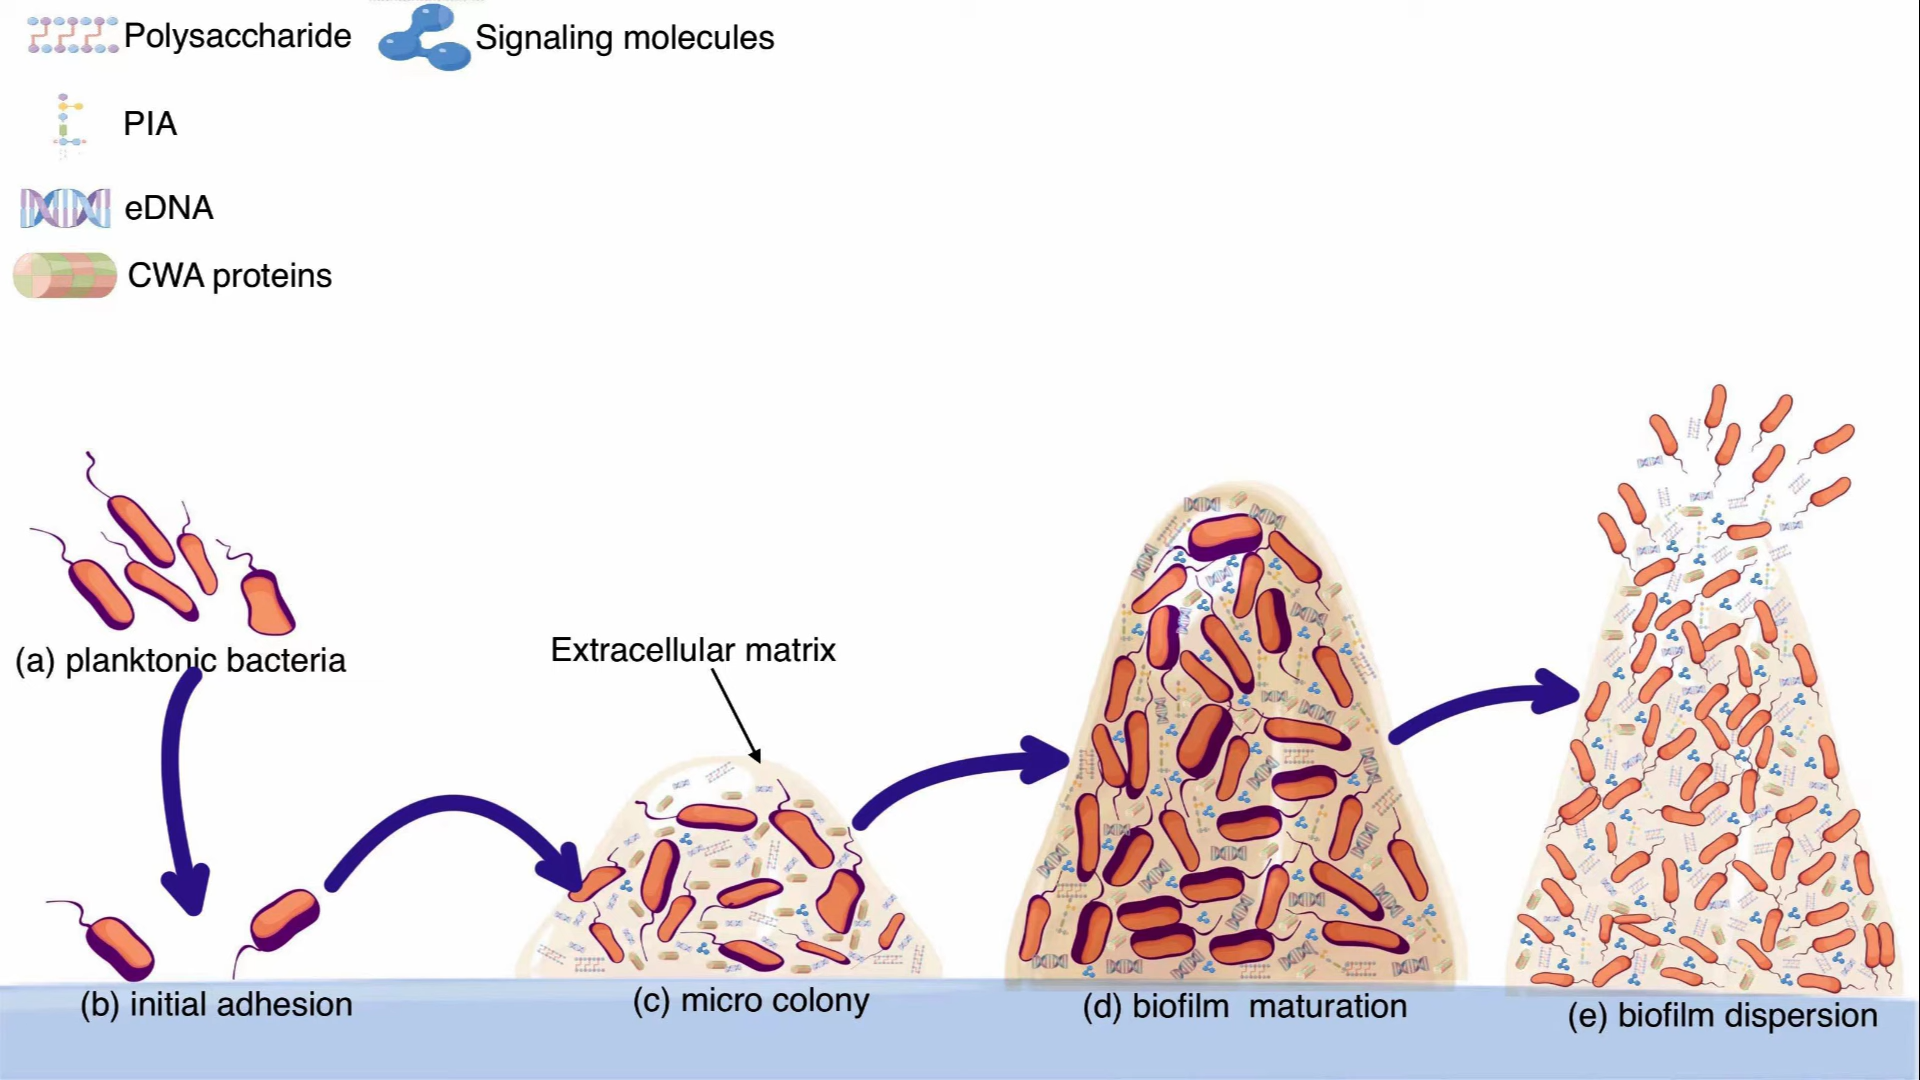 Polysaccharide
Signaling molecules
PIA
eDNA
CWA proteins
(a) planktonic bacteria
Extracellular matrix
(b) initial adhesion
(c) micro colony
(d) biofilm maturation
(e) biofilm dispersion